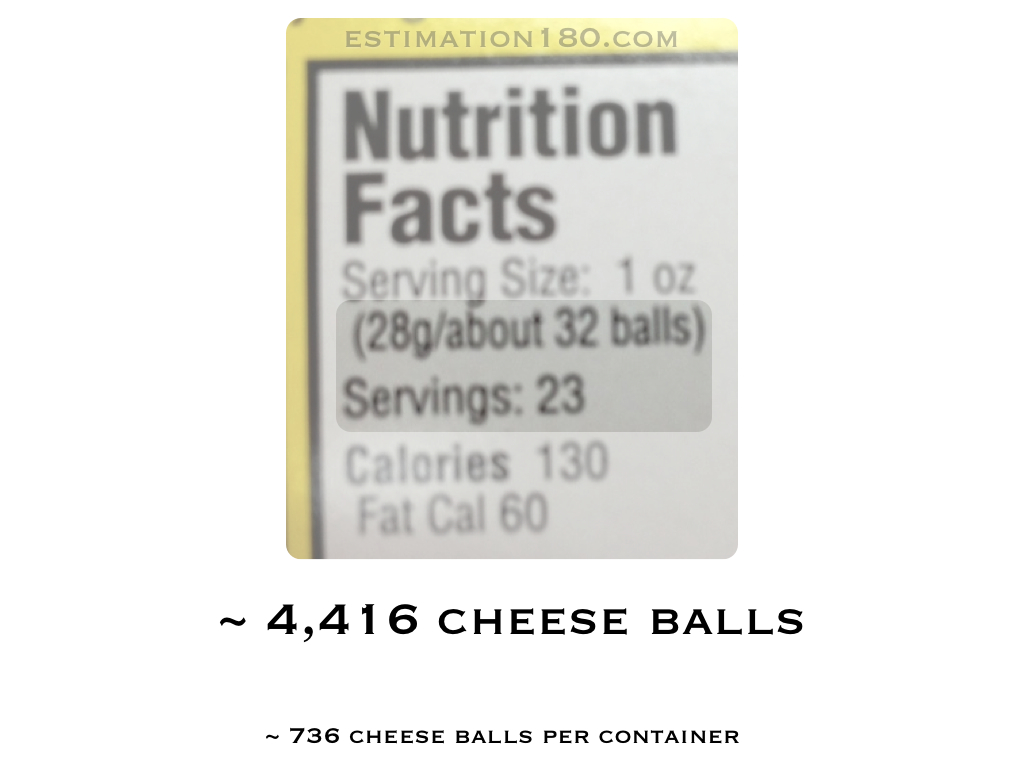 ESTIMATION180.COM
Nutrition
Facts
Serving Size: 1 oz
(28g/about 32 balls)
Servings: 23
Calories 130
Fat Cal 60
~ 4,416 CHEESE BALLS
~ 736 CHEESE BALLS PER CONTAINER